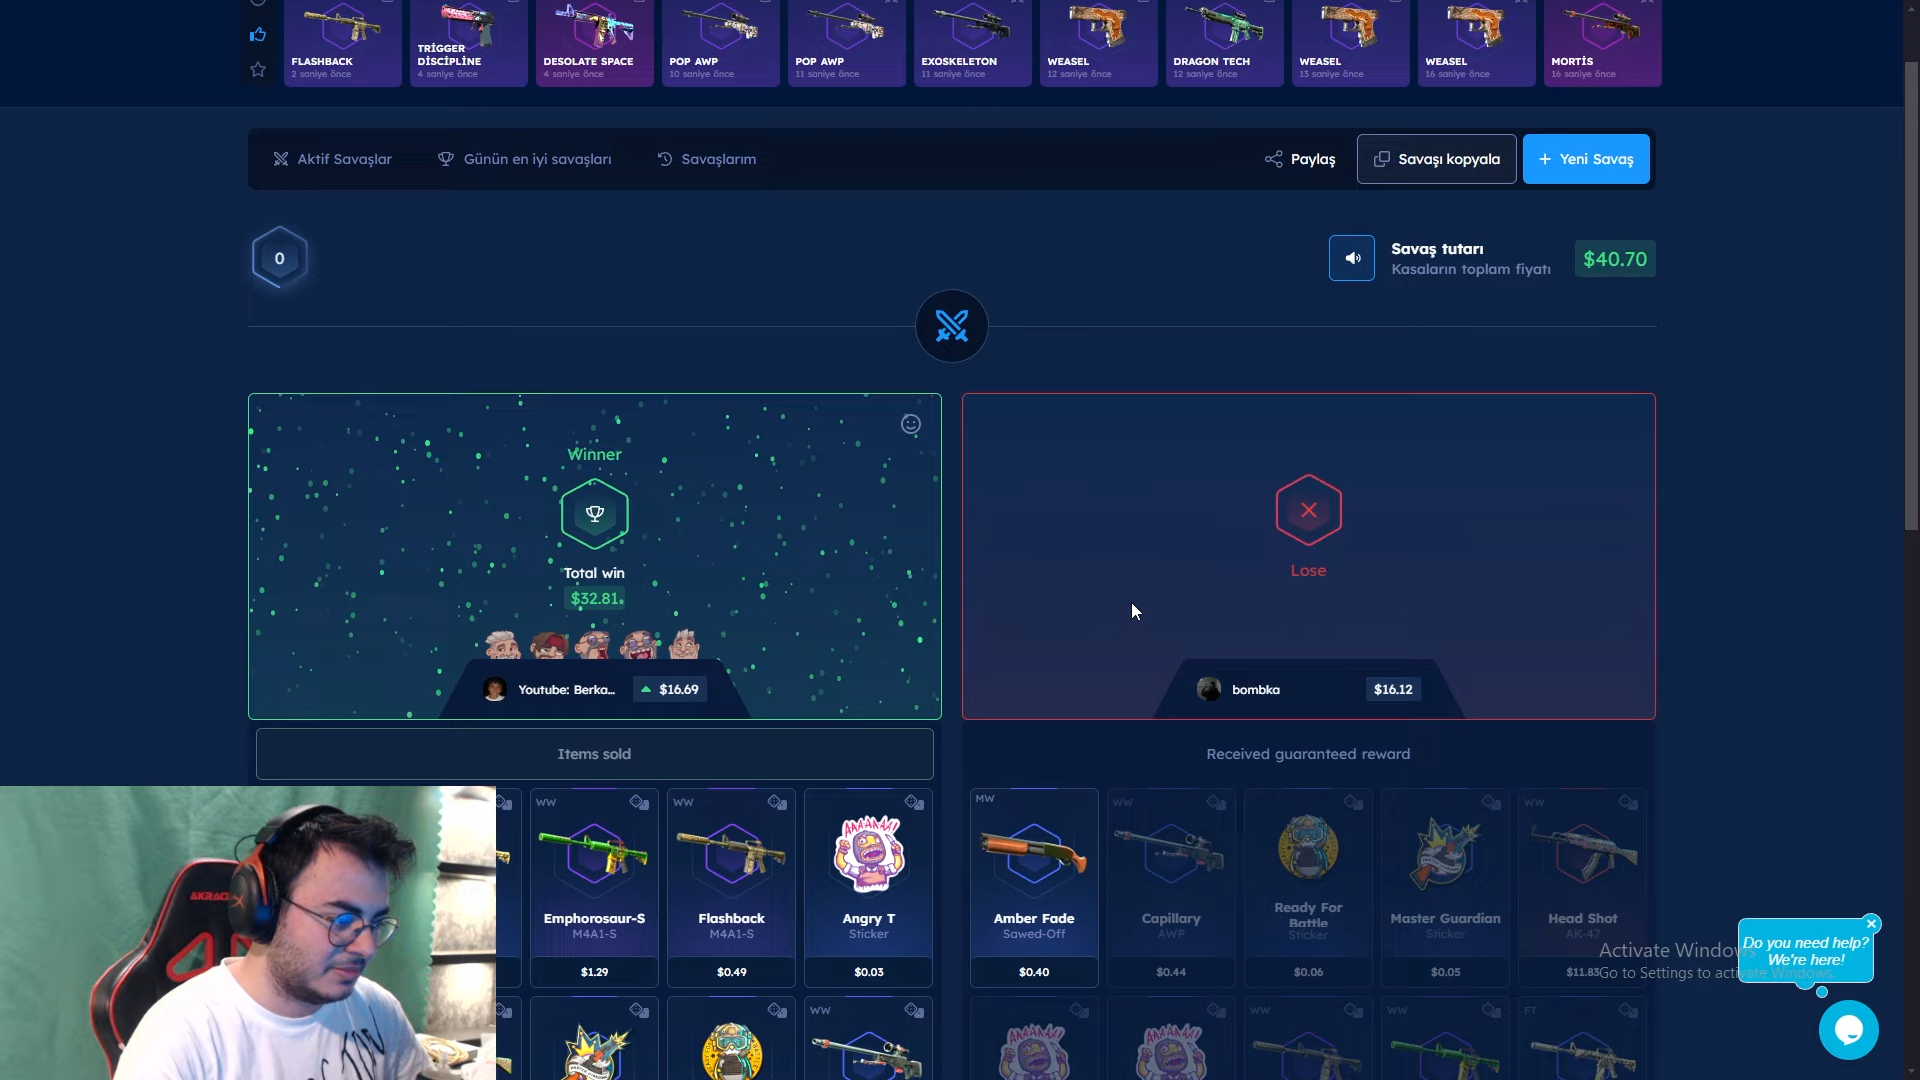 FLASHBACK
2 saniye önce
TRİGGER
DİSCİPLİNE
4 saniye önce
DESOLATE SPACE
4 saniye önce
POP AWP
10 saniye önce
POP AWP
11 saniye önce
EXOSKELETON
11 saniye önce
WEASEL
12 saniye önce
DRAGON TECH
12 saniye önce
WEASEL
13 saniye önce
WEASEL
16 saniye önce
MORTİS
16 saniye önce
Aktif Savaşlar
Günün en iyi savaşları
Savaşlarım
Paylaş
Savaşı kopyala
+ Yeni Savaş
0
Savaş tutarı
Kasaların toplam fiyatı
$40.70
Winner
Total win
$32.81
Youtube: Berka...
$16.69
Lose
bombka
$16.12
Items sold
Received guaranteed reward
WW
Emphorosaur-S
M4A1-S
$1.29
WW
Flashback
M4A1-S
$0.49
Angry T
Sticker
$0.03
MW
Amber Fade
Sawed-Off
$0.40
WW
Capillary
AWP
$0.44
Ready For
Battle
Sticker
$0.06
Master Guardian
Sticker
$0.05
WW
Head Shot
AK-47
$11.83
WW
WW
WW
FT
AKRACI
Activate Windows
Go to Settings to activate Windows.
Do you need help?
We're here!